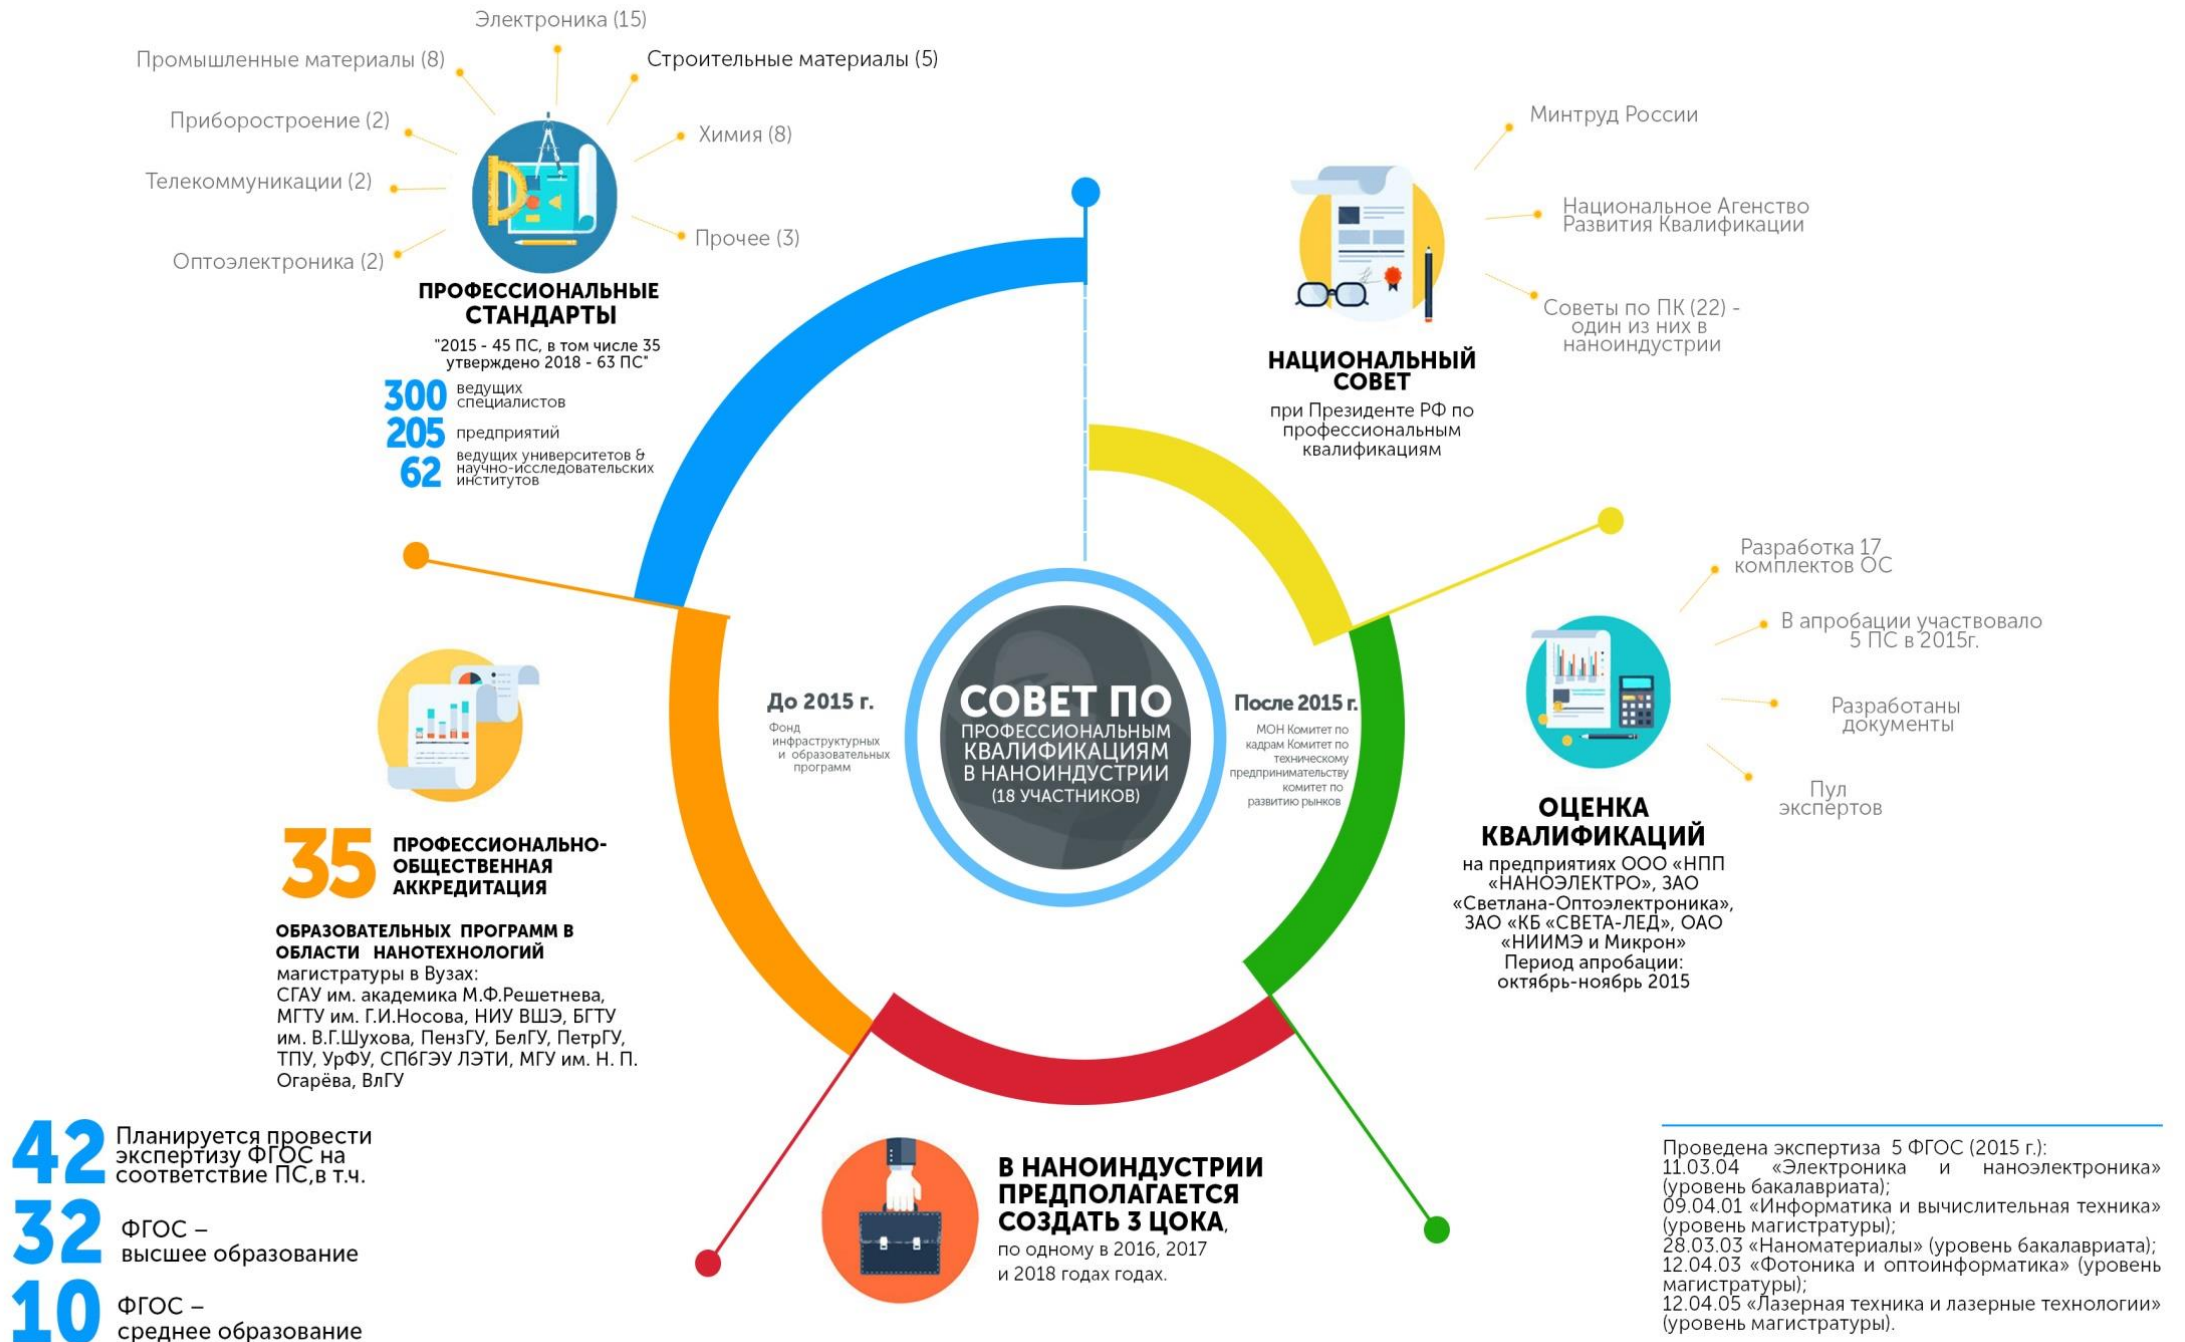 Электроника (15)
Промышленные материалы (8)
Строительные материалы (5)
Приборостроение (2)
Химия (8)
Телекоммуникации (2)
Прочее (3)
Оптоэлектроника (2)
ПРОФЕССИОНАЛЬНЫЕ
СТАНДАРТЫ
"2015 - 45 ПС, в том числе 35
утверждено 2018 - 63 ПС"
300 ведущих
специалистов
205 предприятий
62 ведущих университетов &
научно-исследовательских
институтов
Минтруд России
Национальное Агенство
Развития Квалификации
Советы по ПК (22) -
один из них в
наноиндустрии
НАЦИОНАЛЬНЫЙ
СОВЕТ
при Президенте РФ по
профессиональным
квалификациям
Разработка 17
комплектов ОС
В апробации участвовало
5 ПС в 2015г.
Разработаны
документы
Пул
экспертов
ОЦЕНКА
КВАЛИФИКАЦИЙ
на предприятиях ООО «НПП
«НАНОЭЛЕКТРО», ЗАО
«Светлана-Оптоэлектроника»,
ЗАО «КБ «СВЕТА-ЛЕД», ОАО
«НИИМЭ и Микрон»
Период апробации:
октябрь-ноябрь 2015
До 2015 г.
Фонд
инфраструктурных
и образовательных
программ
СОВЕТ ПО
ПРОФЕССИОНАЛЬНЫМ
КВАЛИФИКАЦИЯМ
В НАНОИНДУСТРИИ
(18 УЧАСТНИКОВ)
После 2015 г.
МОН Комитет по
кадрам Комитет по
техническому
предпринимательству
комитет по
развитию рынков
35 ПРОФЕССИОНАЛЬНО-
ОБЩЕСТВЕННАЯ
АККРЕДИТАЦИЯ
ОБРАЗОВАТЕЛЬНЫХ ПРОГРАММ В
ОБЛАСТИ НАНОТЕХНОЛОГИЙ
магистратуры в Вузах:
СГАУ им. академика М.Ф.Решетнева,
МГТУ им. Г.И.Носова, НИУ ВШЭ, БГТУ
им. В.Г.Шухова, ПензГУ, БелГУ, ПетрГУ,
ТПУ, УрФУ, СПбГЭУ ЛЭТИ, МГУ им. Н. П.
Огарёва, ВлГУ
42 Планируется провести
экспертизу ФГОС на
соответствие ПС,в т.ч.
32 ФГОС –
высшее образование
10 ФГОС –
среднее образование
В НАНОИНДУСТРИИ
ПРЕДПОЛАГАЕТСЯ
СОЗДАТЬ 3 ЦОКА,
по одному в 2016, 2017
и 2018 годах годах.
Проведена экспертиза 5 ФГОС (2015 г.):
11.03.04 «Электроника и наноэлектроника»
(уровень бакалавриата);
09.04.01 «Информатика и вычислительная техника»
(уровень магистратуры);
28.03.03 «Наноматериалы» (уровень бакалавриата);
12.04.03 «Фотоника и оптоинформатика» (уровень
магистратуры);
12.04.05 «Лазерная техника и лазерные технологии»
(уровень магистратуры).